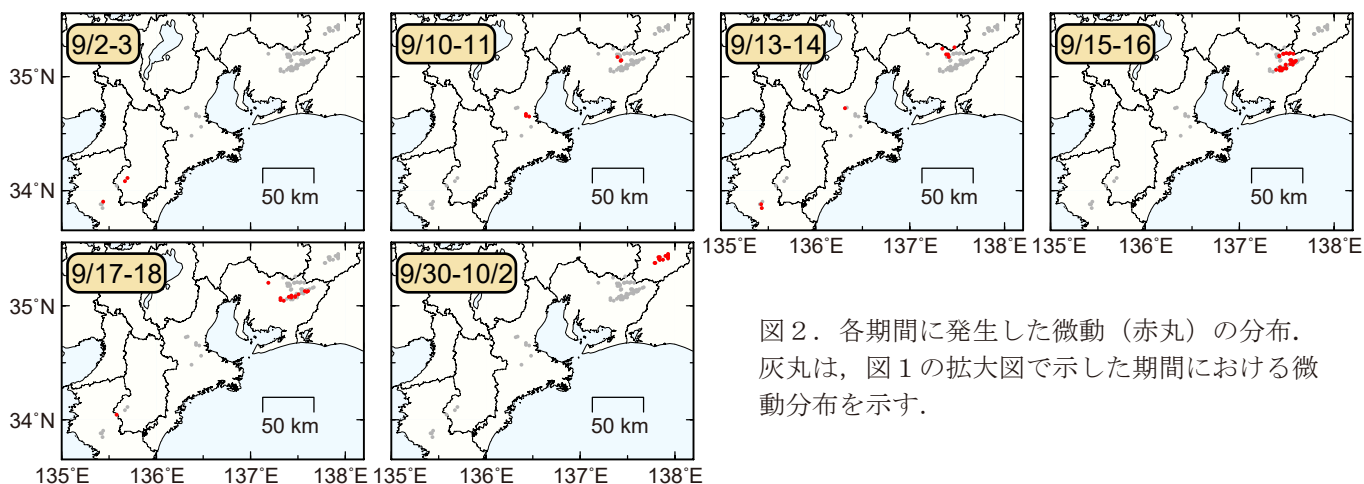 9/2-3
9/10-11
9/13-14
9/15-16
35˚N
34˚N
50 km
50 km
50 km
50 km
135˚E
136˚E
137˚E
138˚E
135˚E
136˚E
137˚E
138˚E
9/17-18
9/30-10/2
35˚N
34˚N
50 km
50 km
135˚E
136˚E
137˚E
138˚E
135˚E
136˚E
137˚E
138˚E
図２．各期間に発生した微動（赤丸）の分布．
灰丸は，図１の拡大図で示した期間における微
動分布を示す．